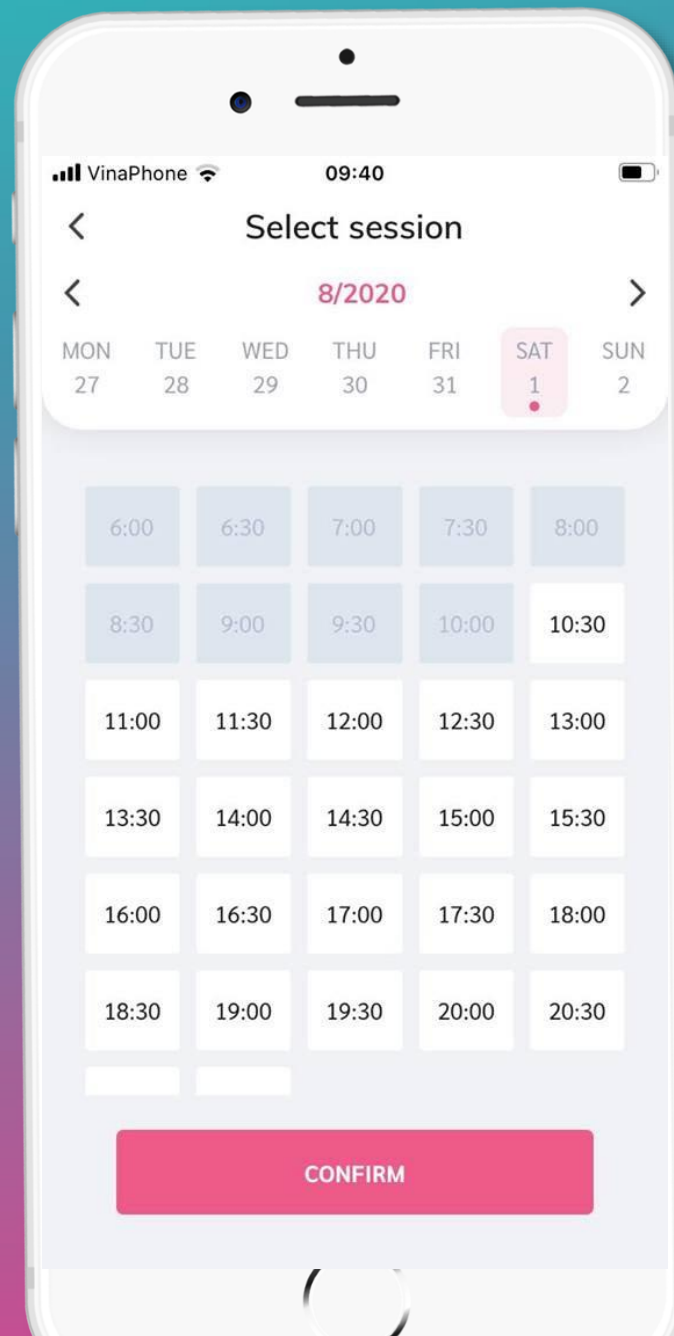 VinaPhone 09:40
Select session
8/2020
MON TUE WED THU FRI SAT SUN
27 28 29 30 31 1 2
6:00 6:30 7:00 7:30 8:00
8:30 9:00 9:30 10:00 10:30
11:00 11:30 12:00 12:30 13:00
13:30 14:00 14:30 15:00 15:30
16:00 16:30 17:00 17:30 18:00
18:30 19:00 19:30 20:00 20:30
CONFIRM